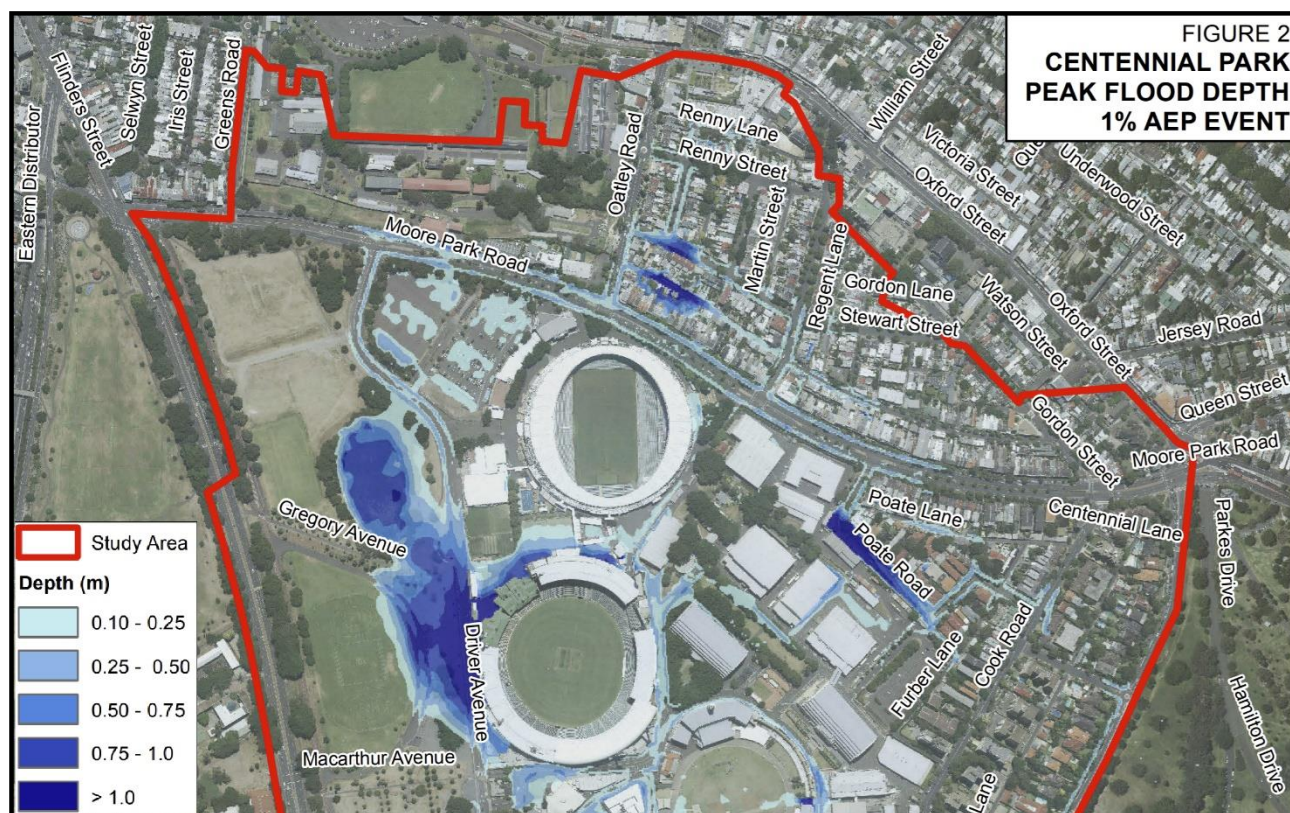 FIGURE 2
CENTENNIAL PARK
PEAK FLOOD DEPTH
1% AEP EVENT
Eastern Distributor
Flinders Street
Selwyn Street
Iris Street
Greens Road
Oatley Road
Renny Lane
Renny Street
Martin Street
Regent Lane
William Street
Victoria Street
Oxford Street
Underwood Street
Moore Park Road
Gordon Lane
Stewart Street
Watson Street
Oxford Street
Jersey Road
Queen Street
Gordon Street
Moore Park Road
Gregory Avenue
Driver Avenue
Macarthur Avenue
Poate Lane
Poate Road
Centennial Lane
Parkes Drive
Furber Lane
Cook Road
Hamilton Drive
Lane
Study Area
Depth (m)
0.10 - 0.25
0.25 - 0.50
0.50 - 0.75
0.75 - 1.0
> 1.0